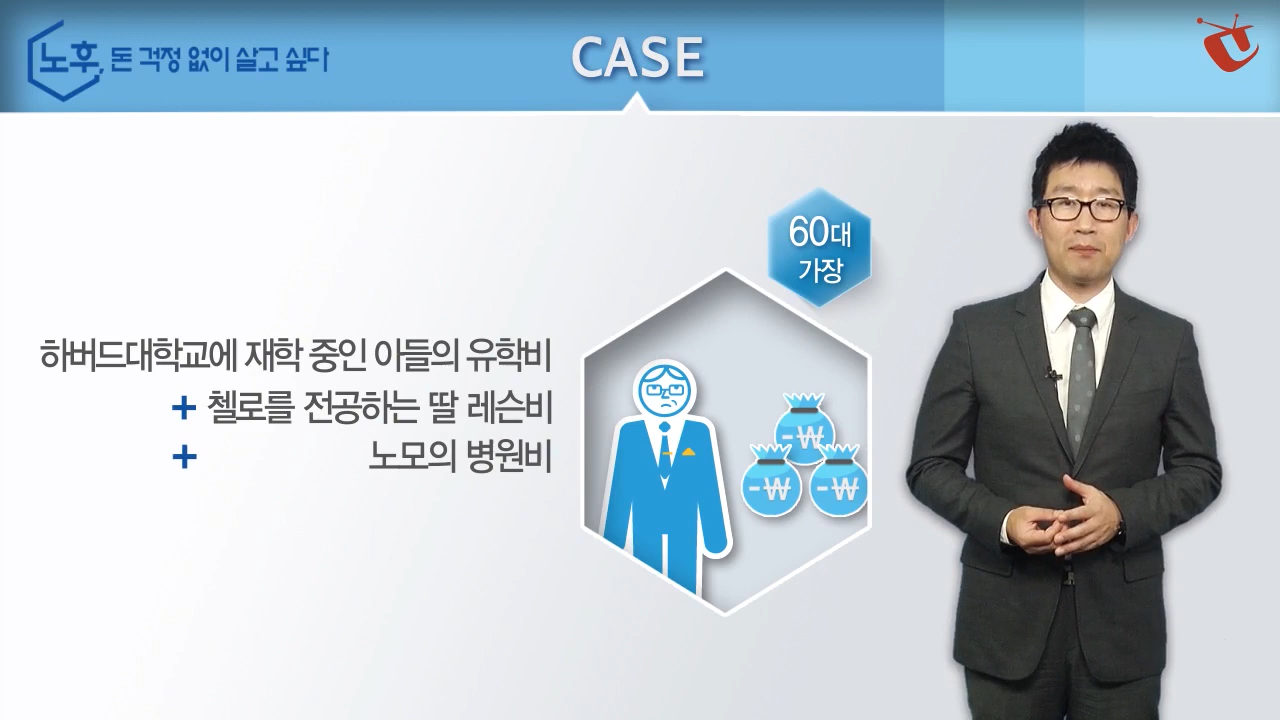 노후, 돈 걱정 없이 살고 싶다
CASE
60대
가장
하버드대학교에 재학 중인 아들의 유학비
+ 첼로를 전공하는 딸 레슨비
+ 노모의 병원비
-₩
-₩
-₩